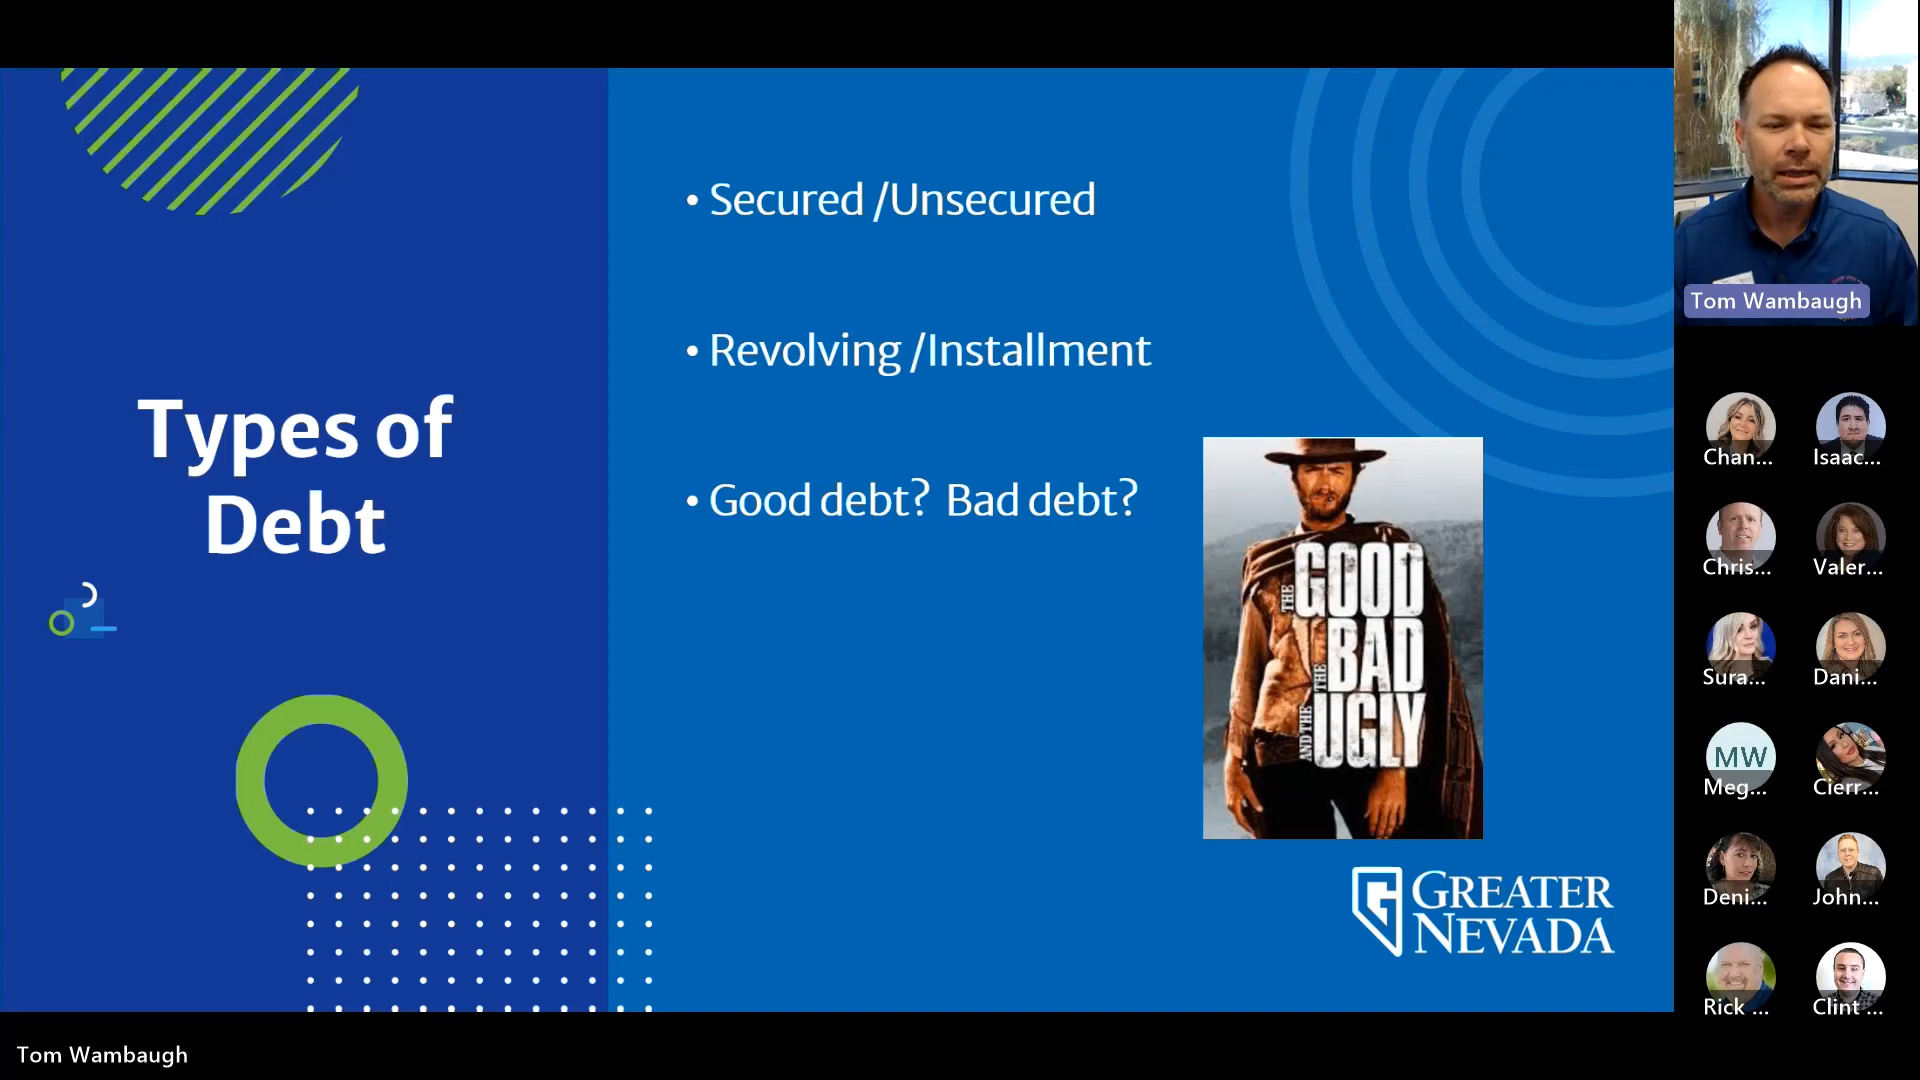 Types of
Debt
• Secured /Unsecured
• Revolving /Installment
• Good debt? Bad debt?
THE GOOD
THE BAD
AND THE UGLY
GREATER
NEVADA
Tom Wambaugh
Chan...
Isaac...
Chris...
Valer...
Sura...
Dani...
MW
Meg...
Cierr...
Deni...
John...
Rick ...
Clint ...
Tom Wambaugh